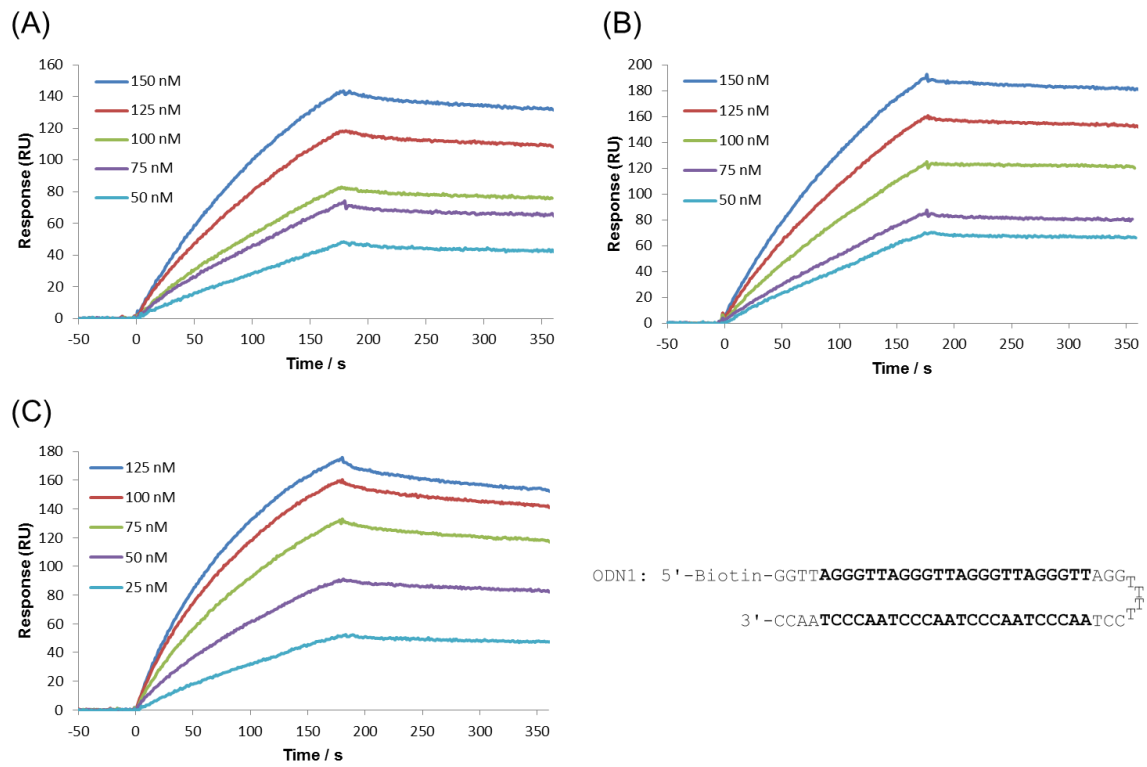 (A)
160
140
120
100
80
60
40
20
0
Response (RU)
150 nM
125 nM
100 nM
75 nM
50 nM
-50 0 50 100 150 200 250 300 350
Time / s
(B)
200
180
160
140
120
100
80
60
40
20
0
Response (RU)
150 nM
125 nM
100 nM
75 nM
50 nM
-50 0 50 100 150 200 250 300 350
Time / s
(C)
180
160
140
120
100
80
60
40
20
0
Response (RU)
125 nM
100 nM
75 nM
50 nM
25 nM
-50 0 50 100 150 200 250 300 350
Time / s
ODN1: 5'-Biotin-GGTTAGGGTTAGGGTTAGGGTTAGGGTTAGGT
TT
3'-CCAATCCCAATCCCAATCCCAATCCCAATCCT